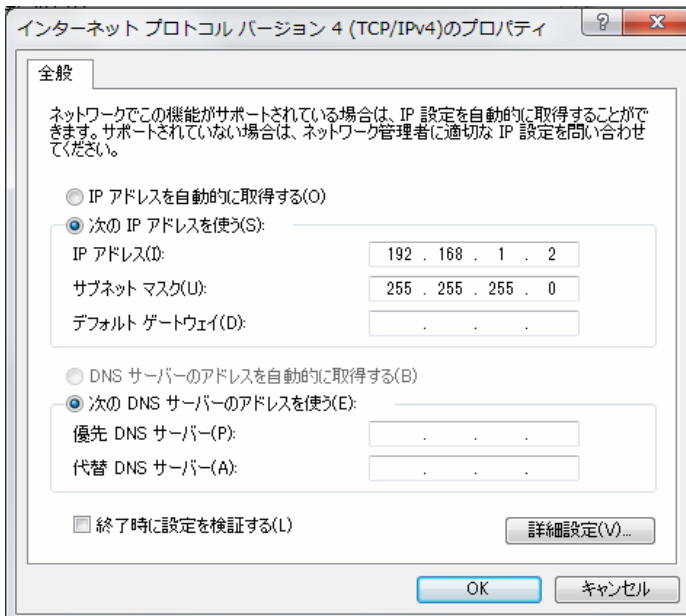 インターネット プロトコル バージョン 4 (TCP/IPv4)のプロパティ
全般
ネットワークでこの機能がサポートされている場合は、IP 設定を自動的に取得することがで
きます。サポートされていない場合は、ネットワーク管理者に適切な IP 設定を問い合わせ
てください。
IP アドレスを自動的に取得する(O)
次の IP アドレスを使う(S):
IP アドレス(I): 192 . 168 . 1 . 2
サブネット マスク(U): 255 . 255 . 255 . 0
デフォルト ゲートウェイ(D): . . .
DNS サーバーのアドレスを自動的に取得する(B)
次の DNS サーバーのアドレスを使う(E):
優先 DNS サーバー(P): . . .
代替 DNS サーバー(A): . . .
終了時に設定を検証する(L)
詳細設定(V)...
OK キャンセル